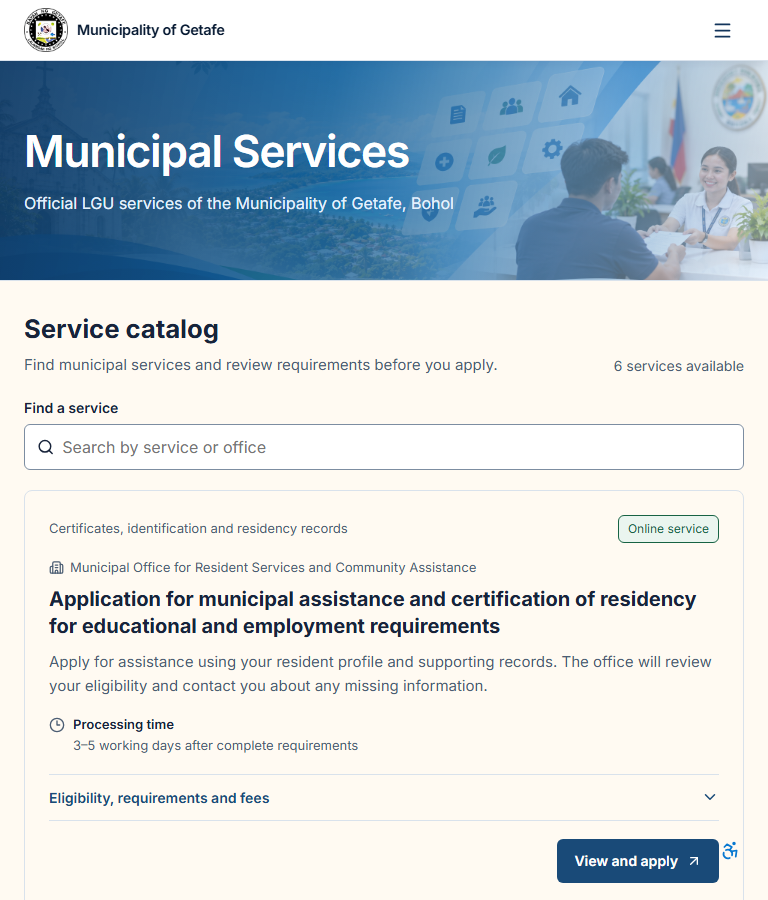 Municipality of Getafe
Municipal Services
Official LGU services of the Municipality of Getafe, Bohol
Service catalog
Find municipal services and review requirements before you apply.
6 services available
Find a service
Search by service or office
Certificates, identification and residency records
Online service
Municipal Office for Resident Services and Community Assistance
Application for municipal assistance and certification of residency
for educational and employment requirements
Apply for assistance using your resident profile and supporting records. The office will review
your eligibility and contact you about any missing information.
Processing time
3–5 working days after complete requirements
Eligibility, requirements and fees
View and apply